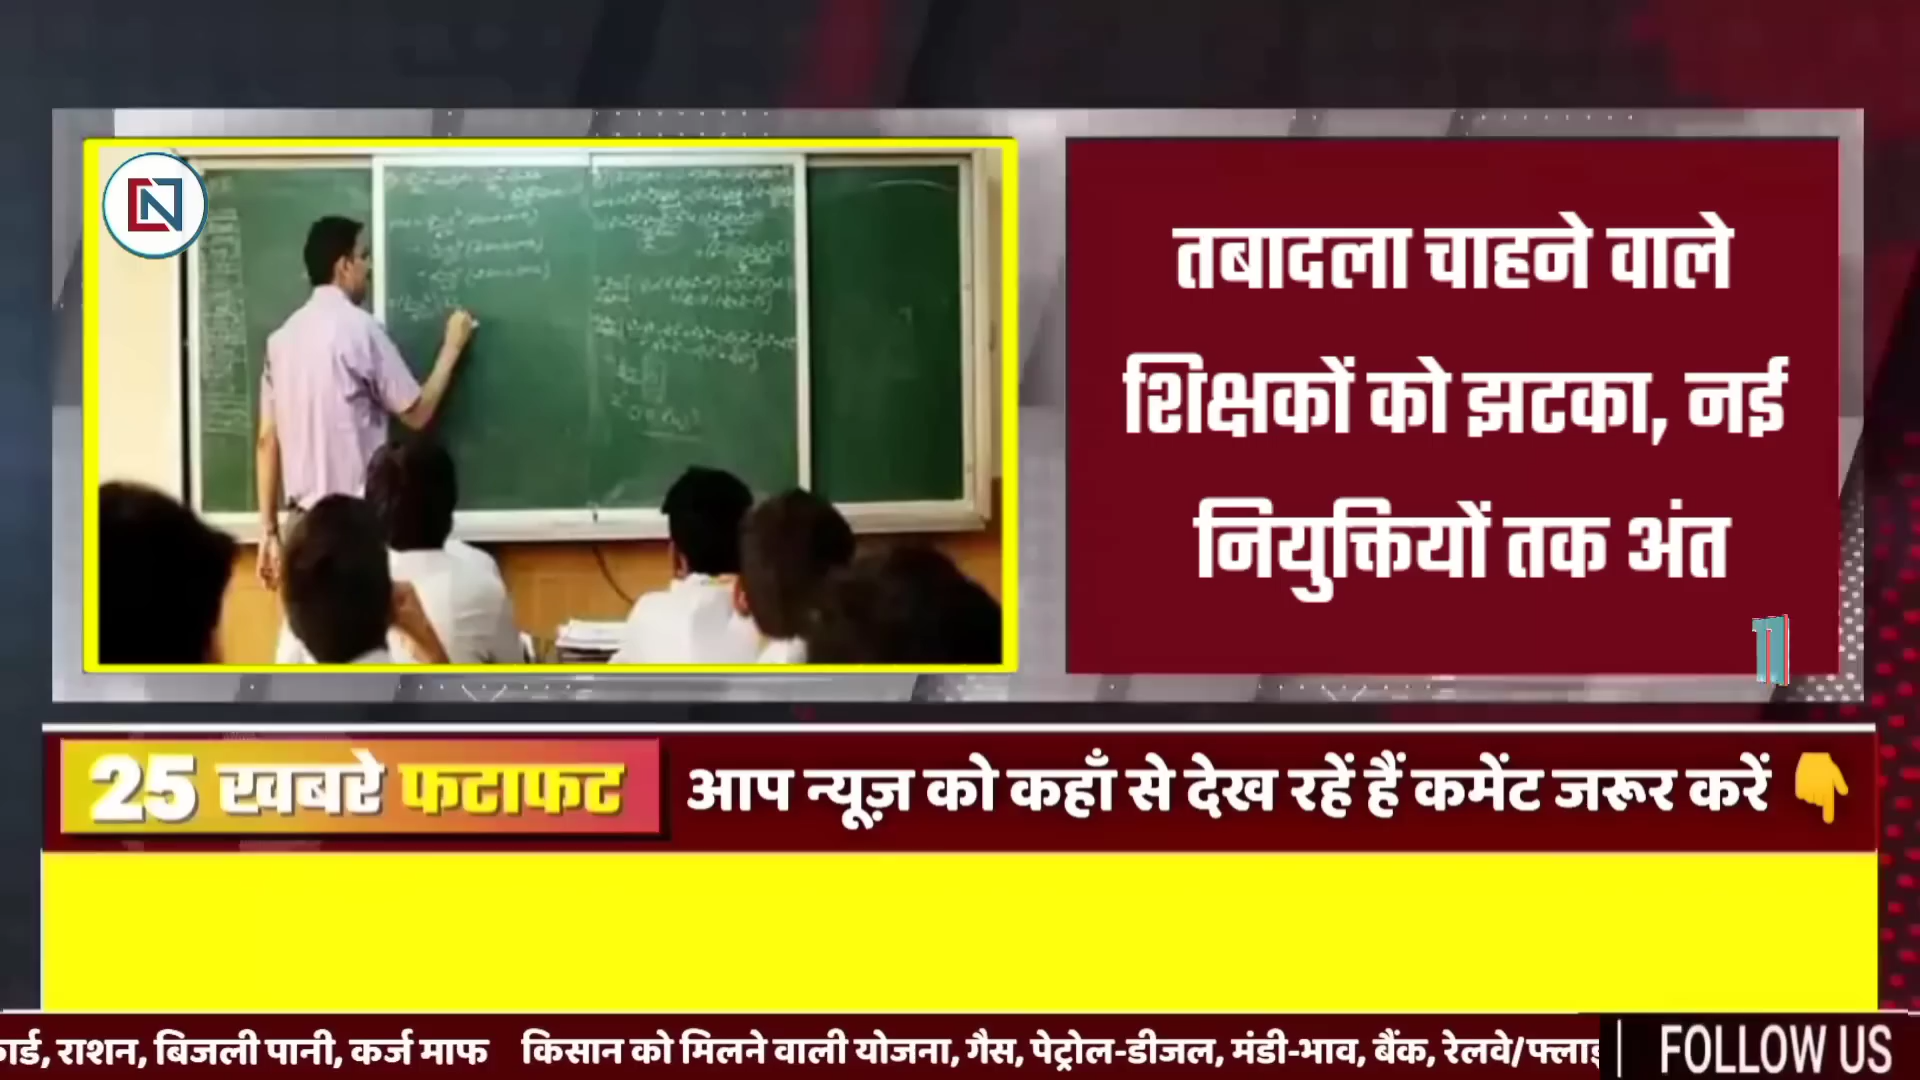 तबादला चाहने वाले
शिक्षकों को झटका, नई
नियुक्तियों तक अंत
11
25 खबरे फटाफट
आप न्यूज़ को कहाँ से देख रहें हैं कमेंट जरूर करें 👇
राशन, बिजली पानी, कर्ज माफ किसान को मिलने वाली योजना, गैस, पेट्रोल-डीजल, मंडी-भाव, बैंक, रेलवे/
FOLLOW US